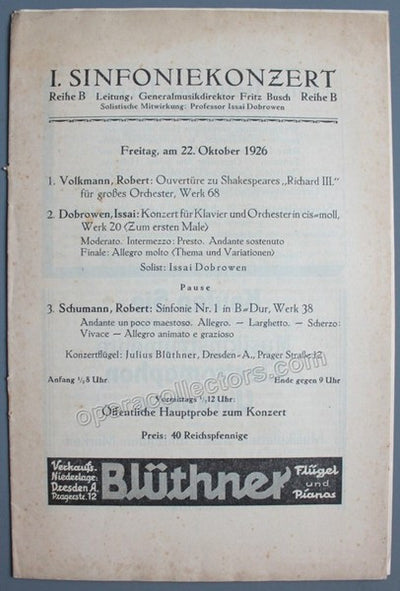 I. SINFONIEKONZERT
Reihe B Leitung: Generalmusikdirektor Fritz Busch Reihe B
Solistische Mitwirkung: Professor Issai Dobrowen
Freitag, am 22. Oktober 1926
1. Volkmann, Robert: Ouvertüre zu Shakespeares „Richard III."
für großes Orchester, Werk 68
2. Dobrowen, Issai: Konzert für Klavier und Orchester in cis-moll,
Werk 20 (Zum ersten Male)
Moderato. Intermezzo: Presto. Andante sostenuto
Finale: Allegro molto (Thema und Variationen)
Solist: Issai Dobrowen
Pause
3. Schumann, Robert: Sinfonie Nr. 1 in B-Dur, Werk 38
Andante un poco maestoso. Allegro. — Larghetto. — Scherzo:
Vivace — Allegro animato e grazioso
Konzertflügel: Julius Blüthner, Dresden-A., Prager Straße 12
Anfang ½8 Uhr Ende gegen 9 Uhr
Vormittags ½12 Uhr:
Öffentliche Hauptprobe zum Konzert
Preis: 40 Reichspfennige
operacollectors.com
Verkaufs-
Niederlage:
Dresden A.
Pragerstr. 12
Blüthner
Flügel
und
Pianos